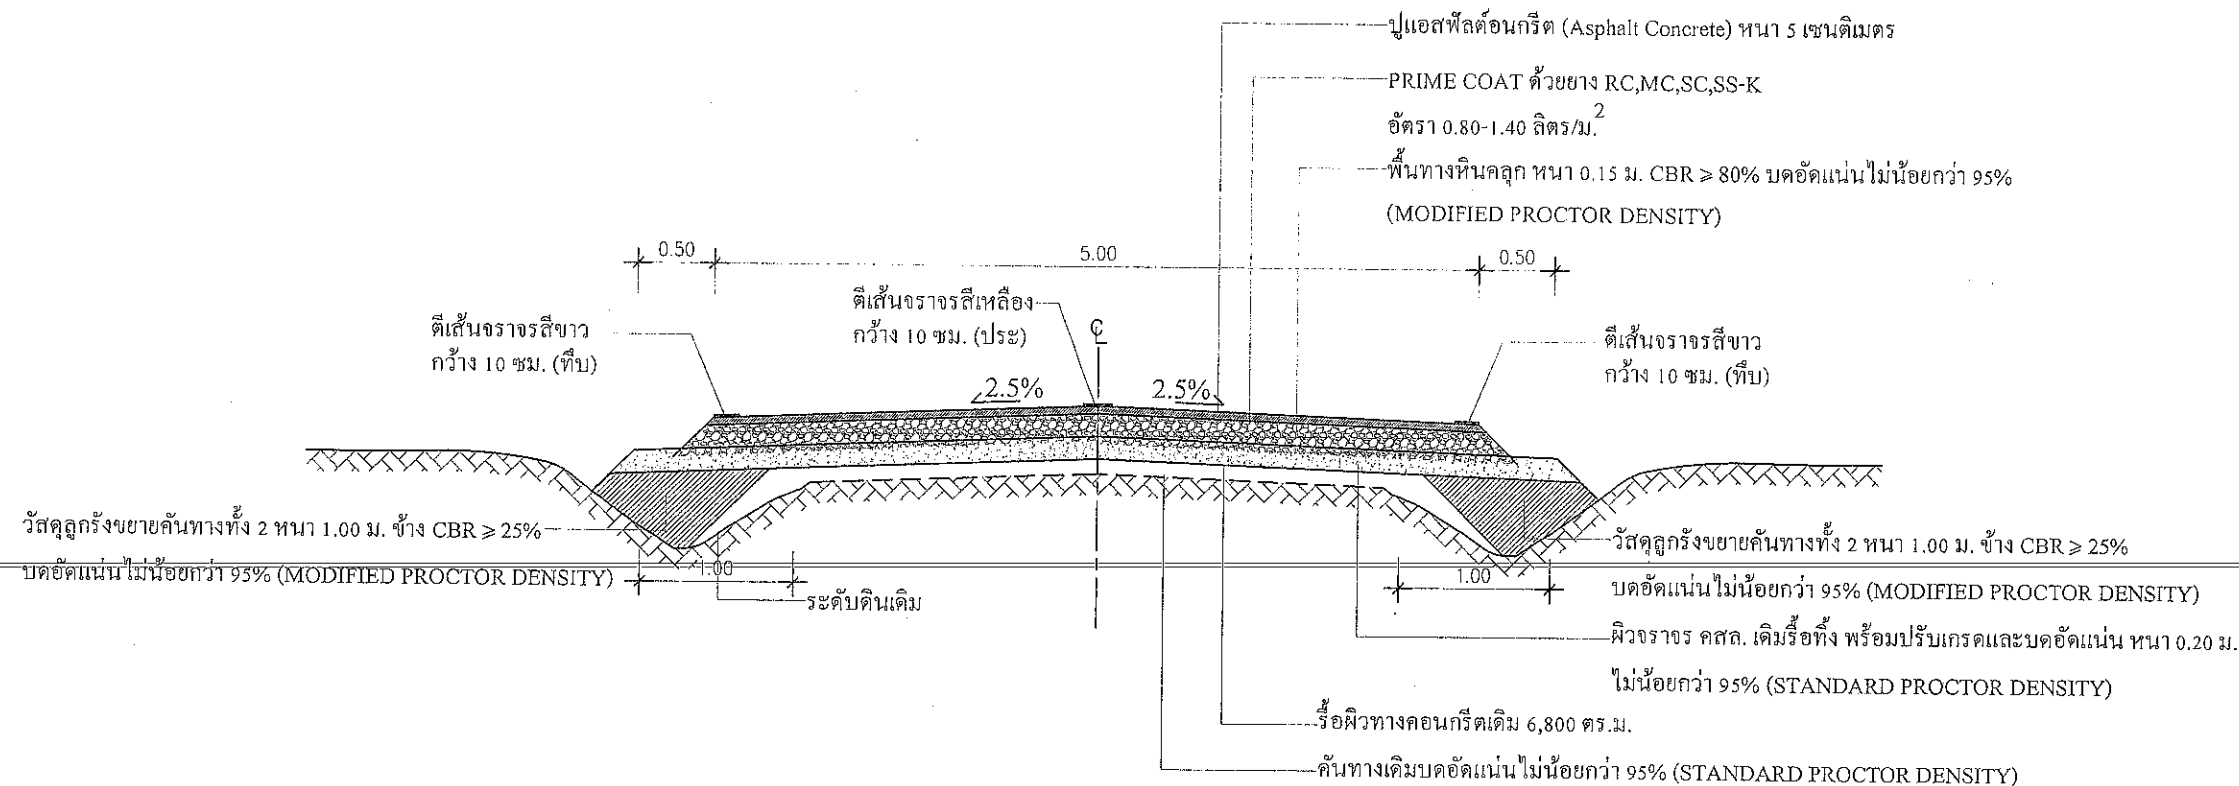 ปูแอสฟัลต์อนกรีต (Asphalt Concrete) หนา 5 เซนติเมตร
PRIME COAT ด้วยยาง RC,MC,SC,SS-K
อัตรา 0.80-1.40 ลิตร/ม.2
พื้นทางหินคลุก หนา 0.15 ม. CBR ⩾ 80% บดอัดแน่นไม่น้อยกว่า 95%
(MODIFIED PROCTOR DENSITY)
0.50
5.00
0.50
ตีเส้นจราจรสีเหลือง
กว้าง 10 ซม. (ประ)
ตีเส้นจราจรสีขาว
กว้าง 10 ซม. (ทึบ)
℄
ตีเส้นจราจรสีขาว
กว้าง 10 ซม. (ทึบ)
2.5%
2.5%
วัสดุลูกรังขยายคันทางทั้ง 2 หนา 1.00 ม. ข้าง CBR ⩾ 25%
บดอัดแน่นไม่น้อยกว่า 95% (MODIFIED PROCTOR DENSITY)
1.00
ระดับดินเดิม
1.00
วัสดุลูกรังขยายคันทางทั้ง 2 หนา 1.00 ม. ข้าง CBR ⩾ 25%
บดอัดแน่นไม่น้อยกว่า 95% (MODIFIED PROCTOR DENSITY)
ผิวจราจร คสล. เดิมรื้อทิ้ง พร้อมปรับเกรดและบดอัดแน่น หนา 0.20 ม.
ไม่น้อยกว่า 95% (STANDARD PROCTOR DENSITY)
รื้อผิวทางคอนกรีตเดิม 6,800 ตร.ม.
คันทางเดิมบดอัดแน่นไม่น้อยกว่า 95% (STANDARD PROCTOR DENSITY)